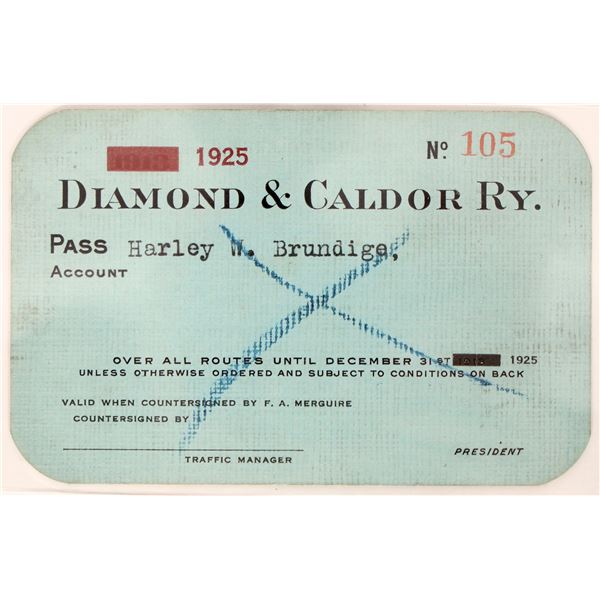 1925 Nº 105
DIAMOND & CALDOR RY.
PASS Harley W. Brundige,
ACCOUNT
OVER ALL ROUTES UNTIL DECEMBER 31ST 1925
UNLESS OTHERWISE ORDERED AND SUBJECT TO CONDITIONS ON BACK
VALID WHEN COUNTERSIGNED BY F. A. MERGUIRE
COUNTERSIGNED BY
TRAFFIC MANAGER
PRESIDENT